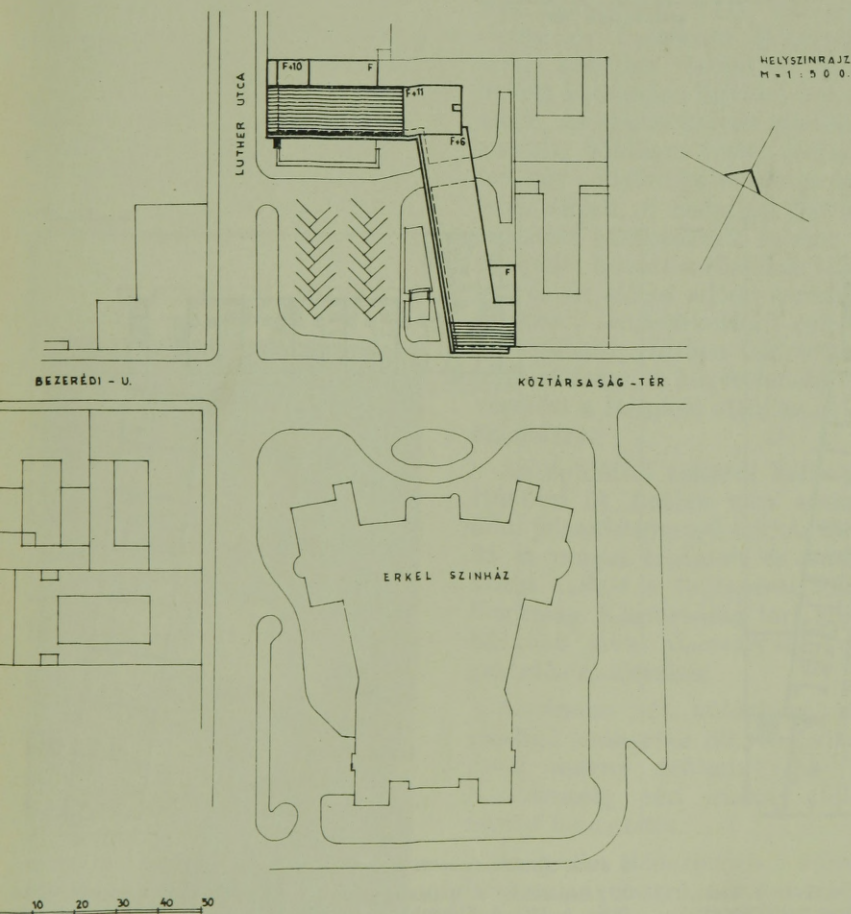 HELYSZINRAJZ
M = 1 : 500.
LUTHER UTCA
F+10
F
F+11
F+6
F
BEZERÉDI - U.
KÖZTÁRSASÁG - TÉR
ERKEL SZINHÁZ
10 20 30 40 50